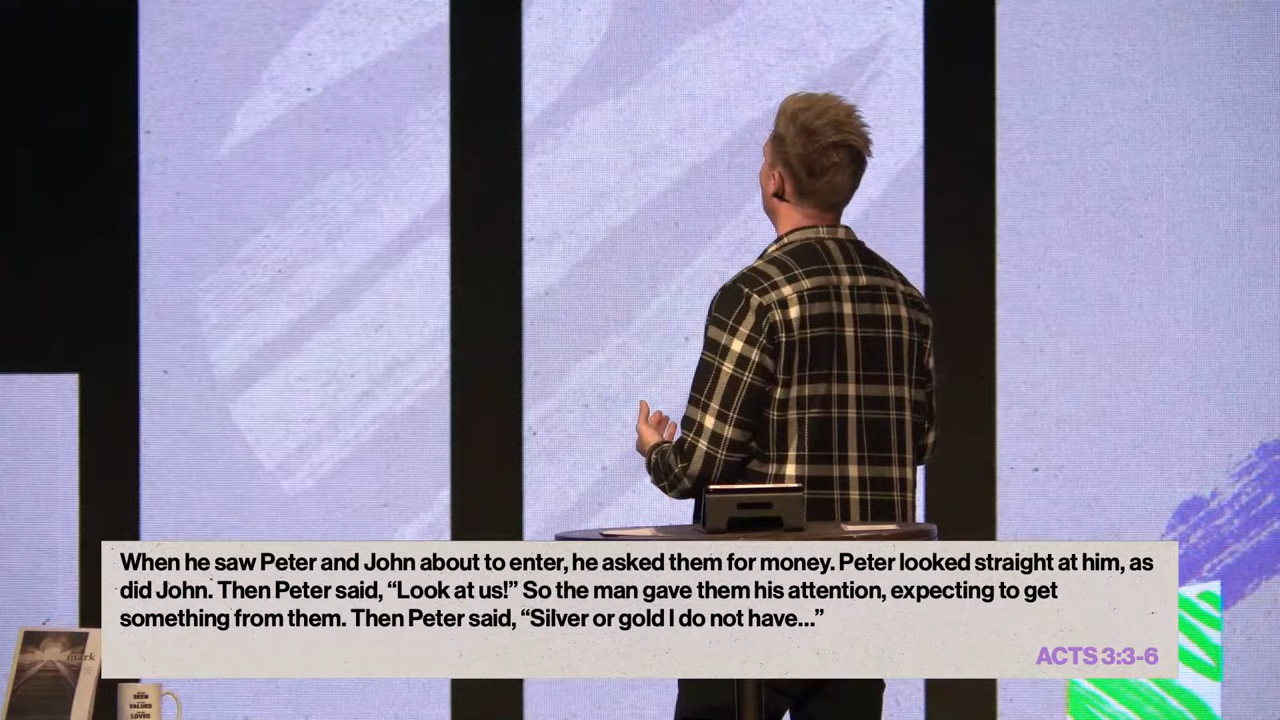 When he saw Peter and John about to enter, he asked them for money. Peter looked straight at him, as
did John. Then Peter said, “Look at us!” So the man gave them his attention, expecting to get
something from them. Then Peter said, “Silver or gold I do not have...”
ACTS 3:3-6
mark
SEEN
VALUED
LOVED